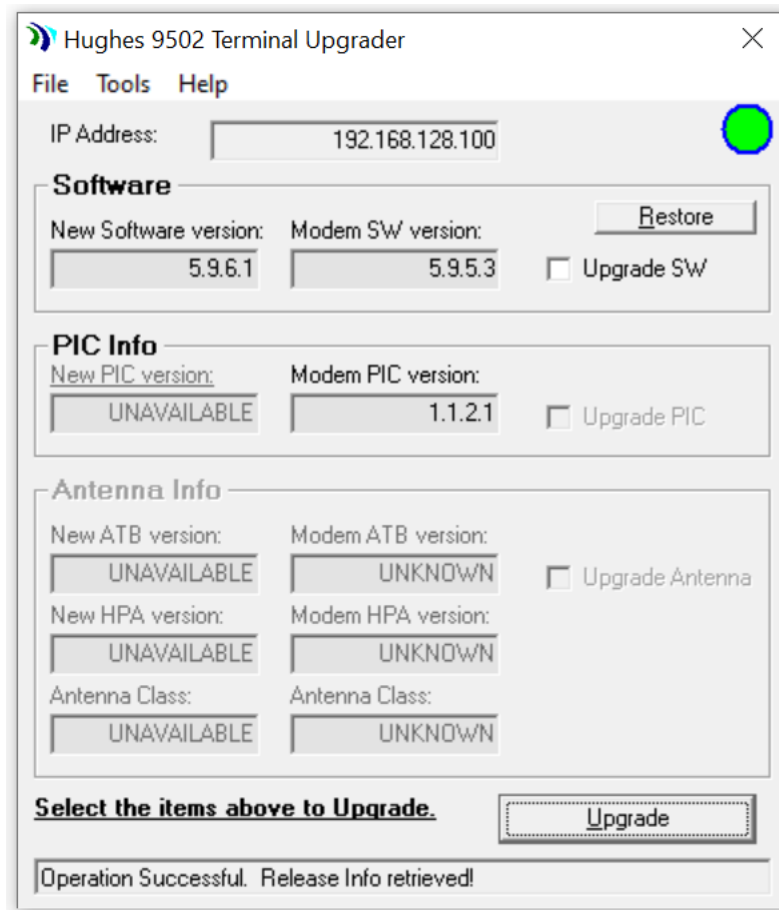 Hughes 9502 Terminal Upgrader
File Tools Help
IP Address: 192.168.128.100
Software
Restore
New Software version: Modem SW version:
5.9.6.1 5.9.5.3 Upgrade SW
PIC Info
New PIC version: Modem PIC version:
UNAVAILABLE 1.1.2.1 Upgrade PIC
Antenna Info
New ATB version: Modem ATB version:
UNAVAILABLE UNKNOWN Upgrade Antenna
New HPA version: Modem HPA version:
UNAVAILABLE UNKNOWN
Antenna Class: Antenna Class:
UNAVAILABLE UNKNOWN
Select the items above to Upgrade. Upgrade
Operation Successful. Release Info retrieved!